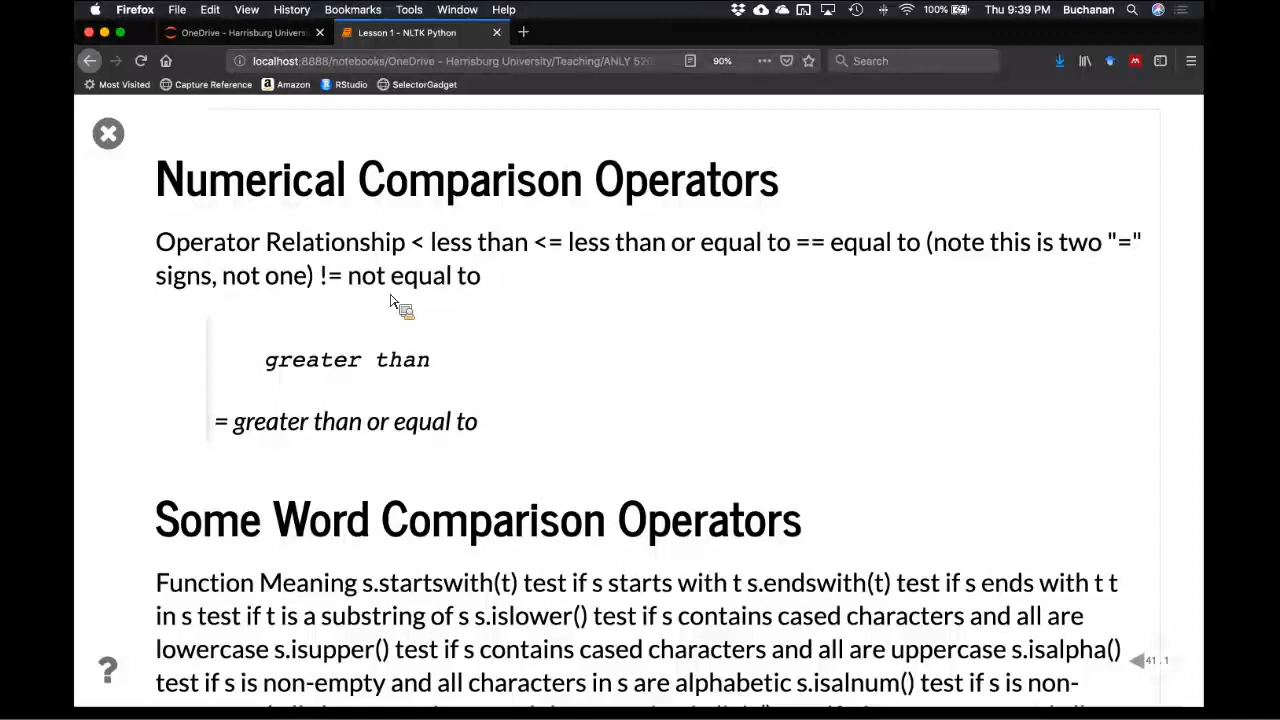 Firefox File Edit View History Bookmarks Tools Window Help 100% Thu 9:39 PM Buchanan
OneDrive - Harrisburg Universi Lesson 1 - NLTK Python
localhost:8888/notebooks/OneDrive - Harrisburg University/Teaching/ANLY 520 90% Search
Most Visited Capture Reference Amazon RStudio SelectorGadget
Numerical Comparison Operators
Operator Relationship < less than <= less than or equal to == equal to (note this is two "="
signs, not one) != not equal to
greater than
= greater than or equal to
Some Word Comparison Operators
Function Meaning s.startswith(t) test if s starts with t s.endswith(t) test if s ends with t t
in s test if t is a substring of s s.islower() test if s contains cased characters and all are
lowercase s.isupper() test if s contains cased characters and all are uppercase s.isalpha()
test if s is non-empty and all characters in s are alphabetic s.isalnum() test if s is non-
41.1
?